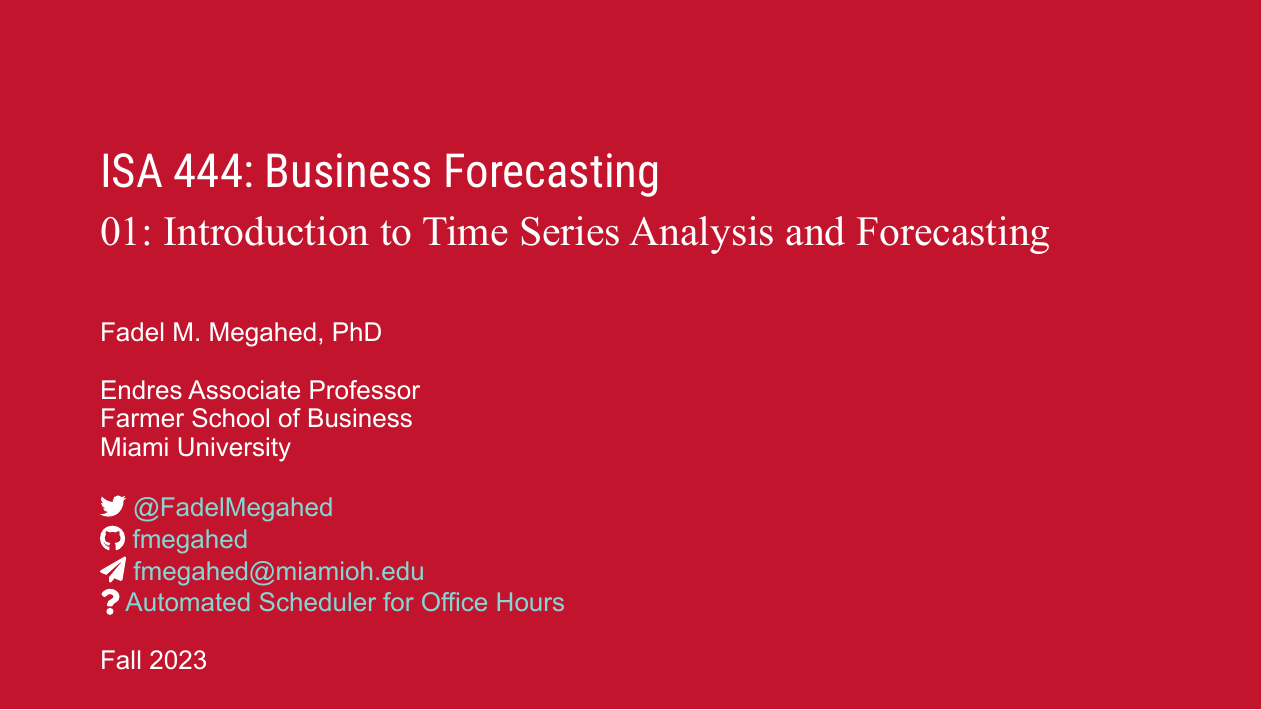 ISA 444: Business Forecasting
01: Introduction to Time Series Analysis and Forecasting
Fadel M. Megahed, PhD
Endres Associate Professor
Farmer School of Business
Miami University
@FadelMegahed
fmegahed
fmegahed@miamioh.edu
Automated Scheduler for Office Hours
Fall 2023